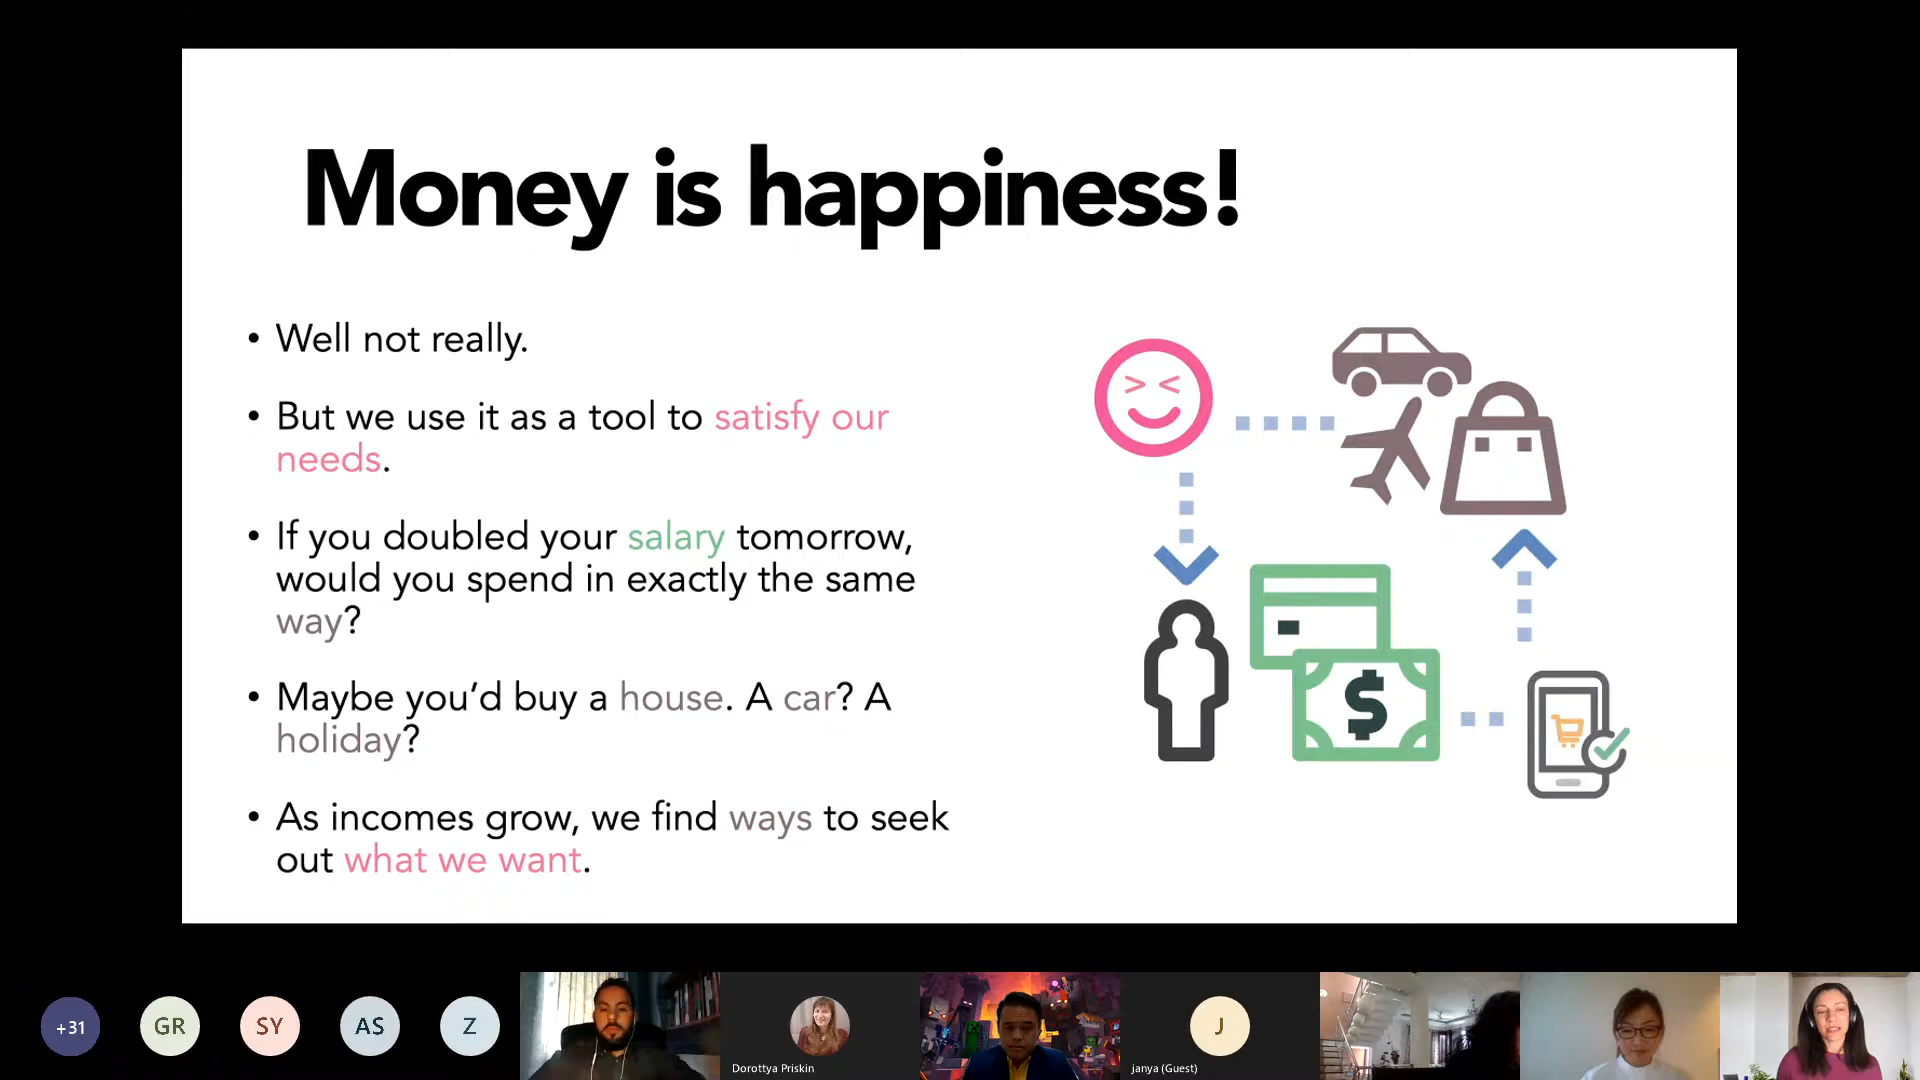 Money is happiness!
• Well not really.
• But we use it as a tool to satisfy our
needs.
• If you doubled your salary tomorrow,
would you spend in exactly the same
way?
• Maybe you’d buy a house. A car? A
holiday?
• As incomes grow, we find ways to seek
out what we want.
> <
$
+31
GR
SY
AS
Z
Dorottya Priskin
J
janya (Guest)